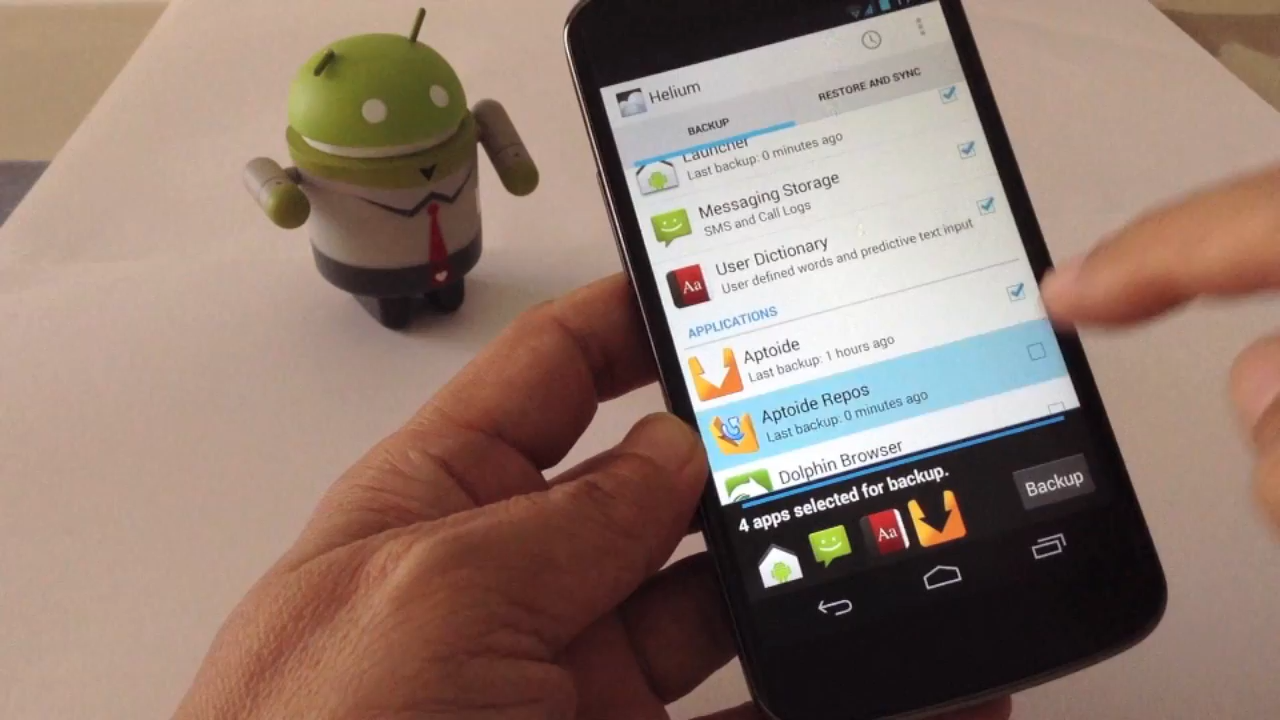 Helium
BACKUP
RESTORE AND SYNC
Launcher
Last backup: 0 minutes ago
Messaging Storage
SMS and Call Logs
User Dictionary
User defined words and predictive text input
APPLICATIONS
Aptoide
Last backup: 1 hours ago
Aptoide Repos
Last backup: 0 minutes ago
Dolphin Browser
4 apps selected for backup.
Backup
Aa
Aa